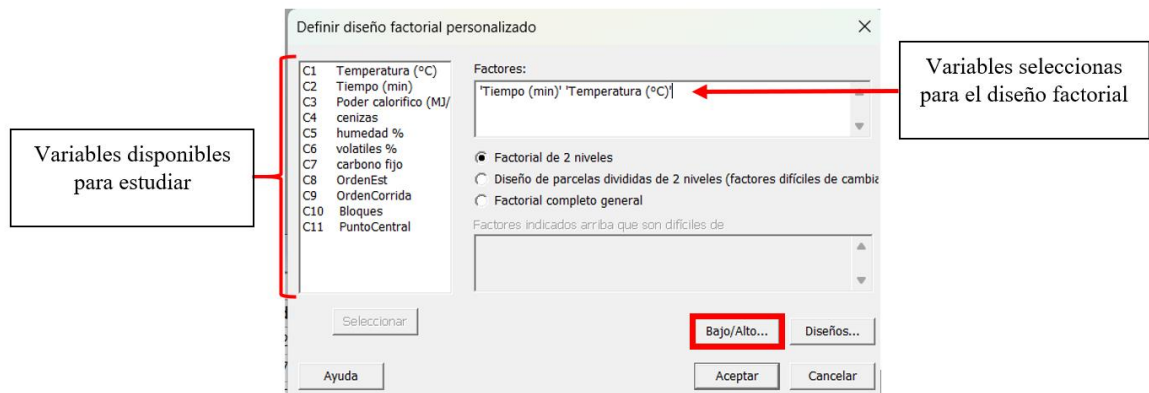 Definir diseño factorial personalizado
Variables disponibles
para estudiar
C1 Temperatura (°C)
C2 Tiempo (min)
C3 Poder calorifico (MJ/
C4 cenizas
C5 humedad %
C6 volatiles %
C7 carbono fijo
C8 OrdenEst
C9 OrdenCorrida
C10 Bloques
C11 PuntoCentral
Factores:
'Tiempo (min)' 'Temperatura (°C)'
Variables seleccionas
para el diseño factorial
Factorial de 2 niveles
Diseño de parcelas divididas de 2 niveles (factores difíciles de cambia
Factorial completo general
Factores indicados arriba que son difíciles de
Seleccionar
Bajo/Alto...
Diseños...
Ayuda
Aceptar
Cancelar